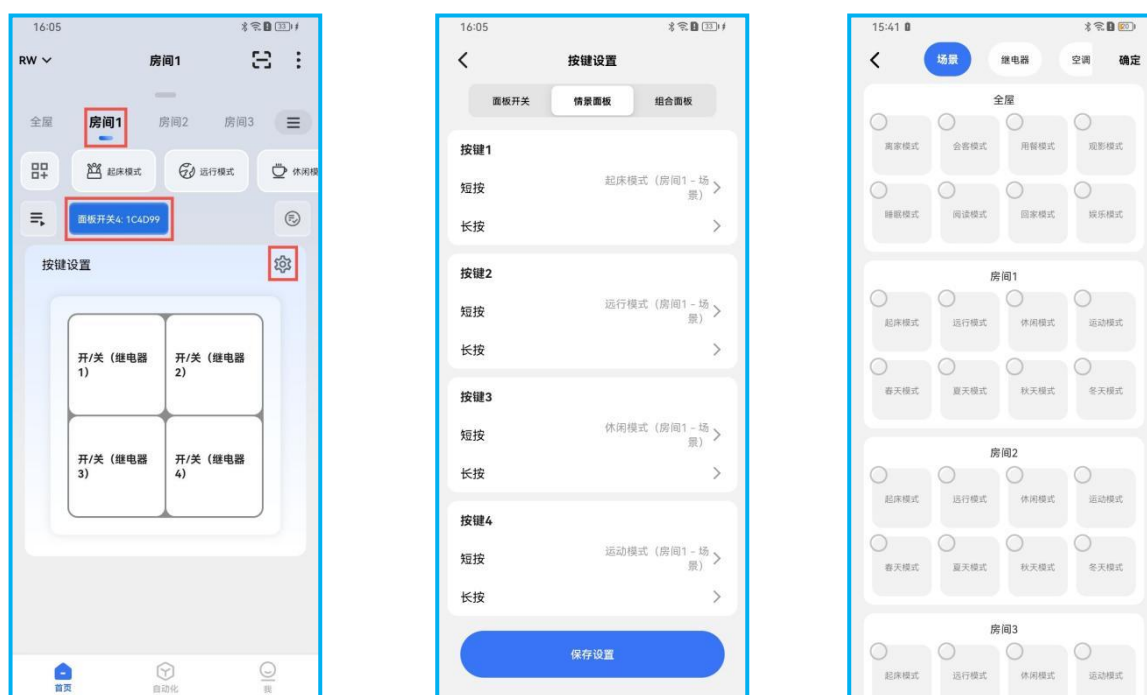 16:05
33
RW
房间1
全屋
房间1
房间2
房间3
起床模式
远行模式
休闲模
面板开关4: 1C4D99
按键设置
开/关（继电器
1）
开/关（继电器
2）
开/关（继电器
3）
开/关（继电器
4）
首页
自动化
我
16:05
33
按键设置
面板开关
情景面板
组合面板
按键1
短按
起床模式（房间1 - 场
景）
长按
按键2
短按
远行模式（房间1 - 场
景）
长按
按键3
短按
休闲模式（房间1 - 场
景）
长按
按键4
短按
运动模式（房间1 - 场
景）
长按
保存设置
15:41
场景
继电器
空调
确定
全屋
离家模式
会客模式
用餐模式
观影模式
睡眠模式
阅读模式
回家模式
娱乐模式
房间1
起床模式
远行模式
休闲模式
运动模式
春天模式
夏天模式
秋天模式
冬天模式
房间2
起床模式
远行模式
休闲模式
运动模式
春天模式
夏天模式
秋天模式
冬天模式
房间3
起床模式
远行模式
休闲模式
运动模式